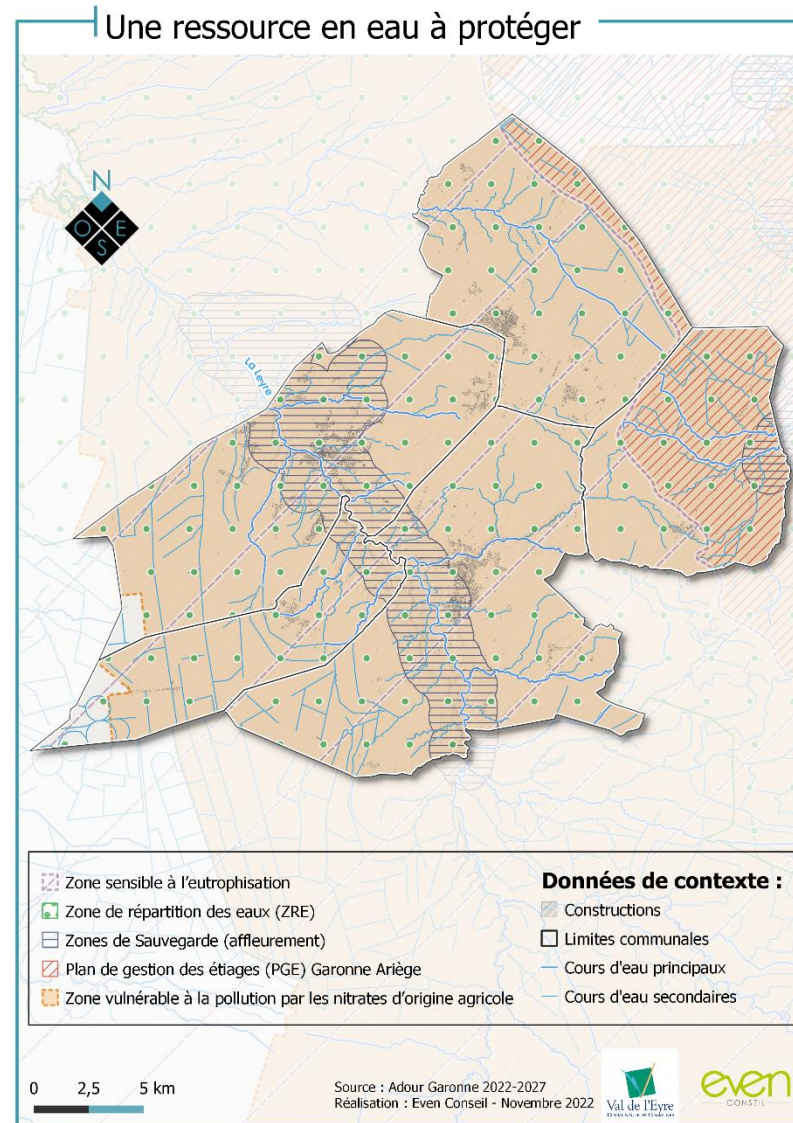 Une ressource en eau à protéger
N
O E
S
La Leyre
Zone sensible à l'eutrophisation
Zone de répartition des eaux (ZRE)
Zones de Sauvegarde (affleurement)
Plan de gestion des étiages (PGE) Garonne Ariège
Zone vulnérable à la pollution par les nitrates d'origine agricole
Données de contexte :
Constructions
Limites communales
Cours d'eau principaux
Cours d'eau secondaires
0 2,5 5 km
Source : Adour Garonne 2022-2027
Réalisation : Even Conseil - Novembre 2022
Val de l'Eyre
even
CONSEIL